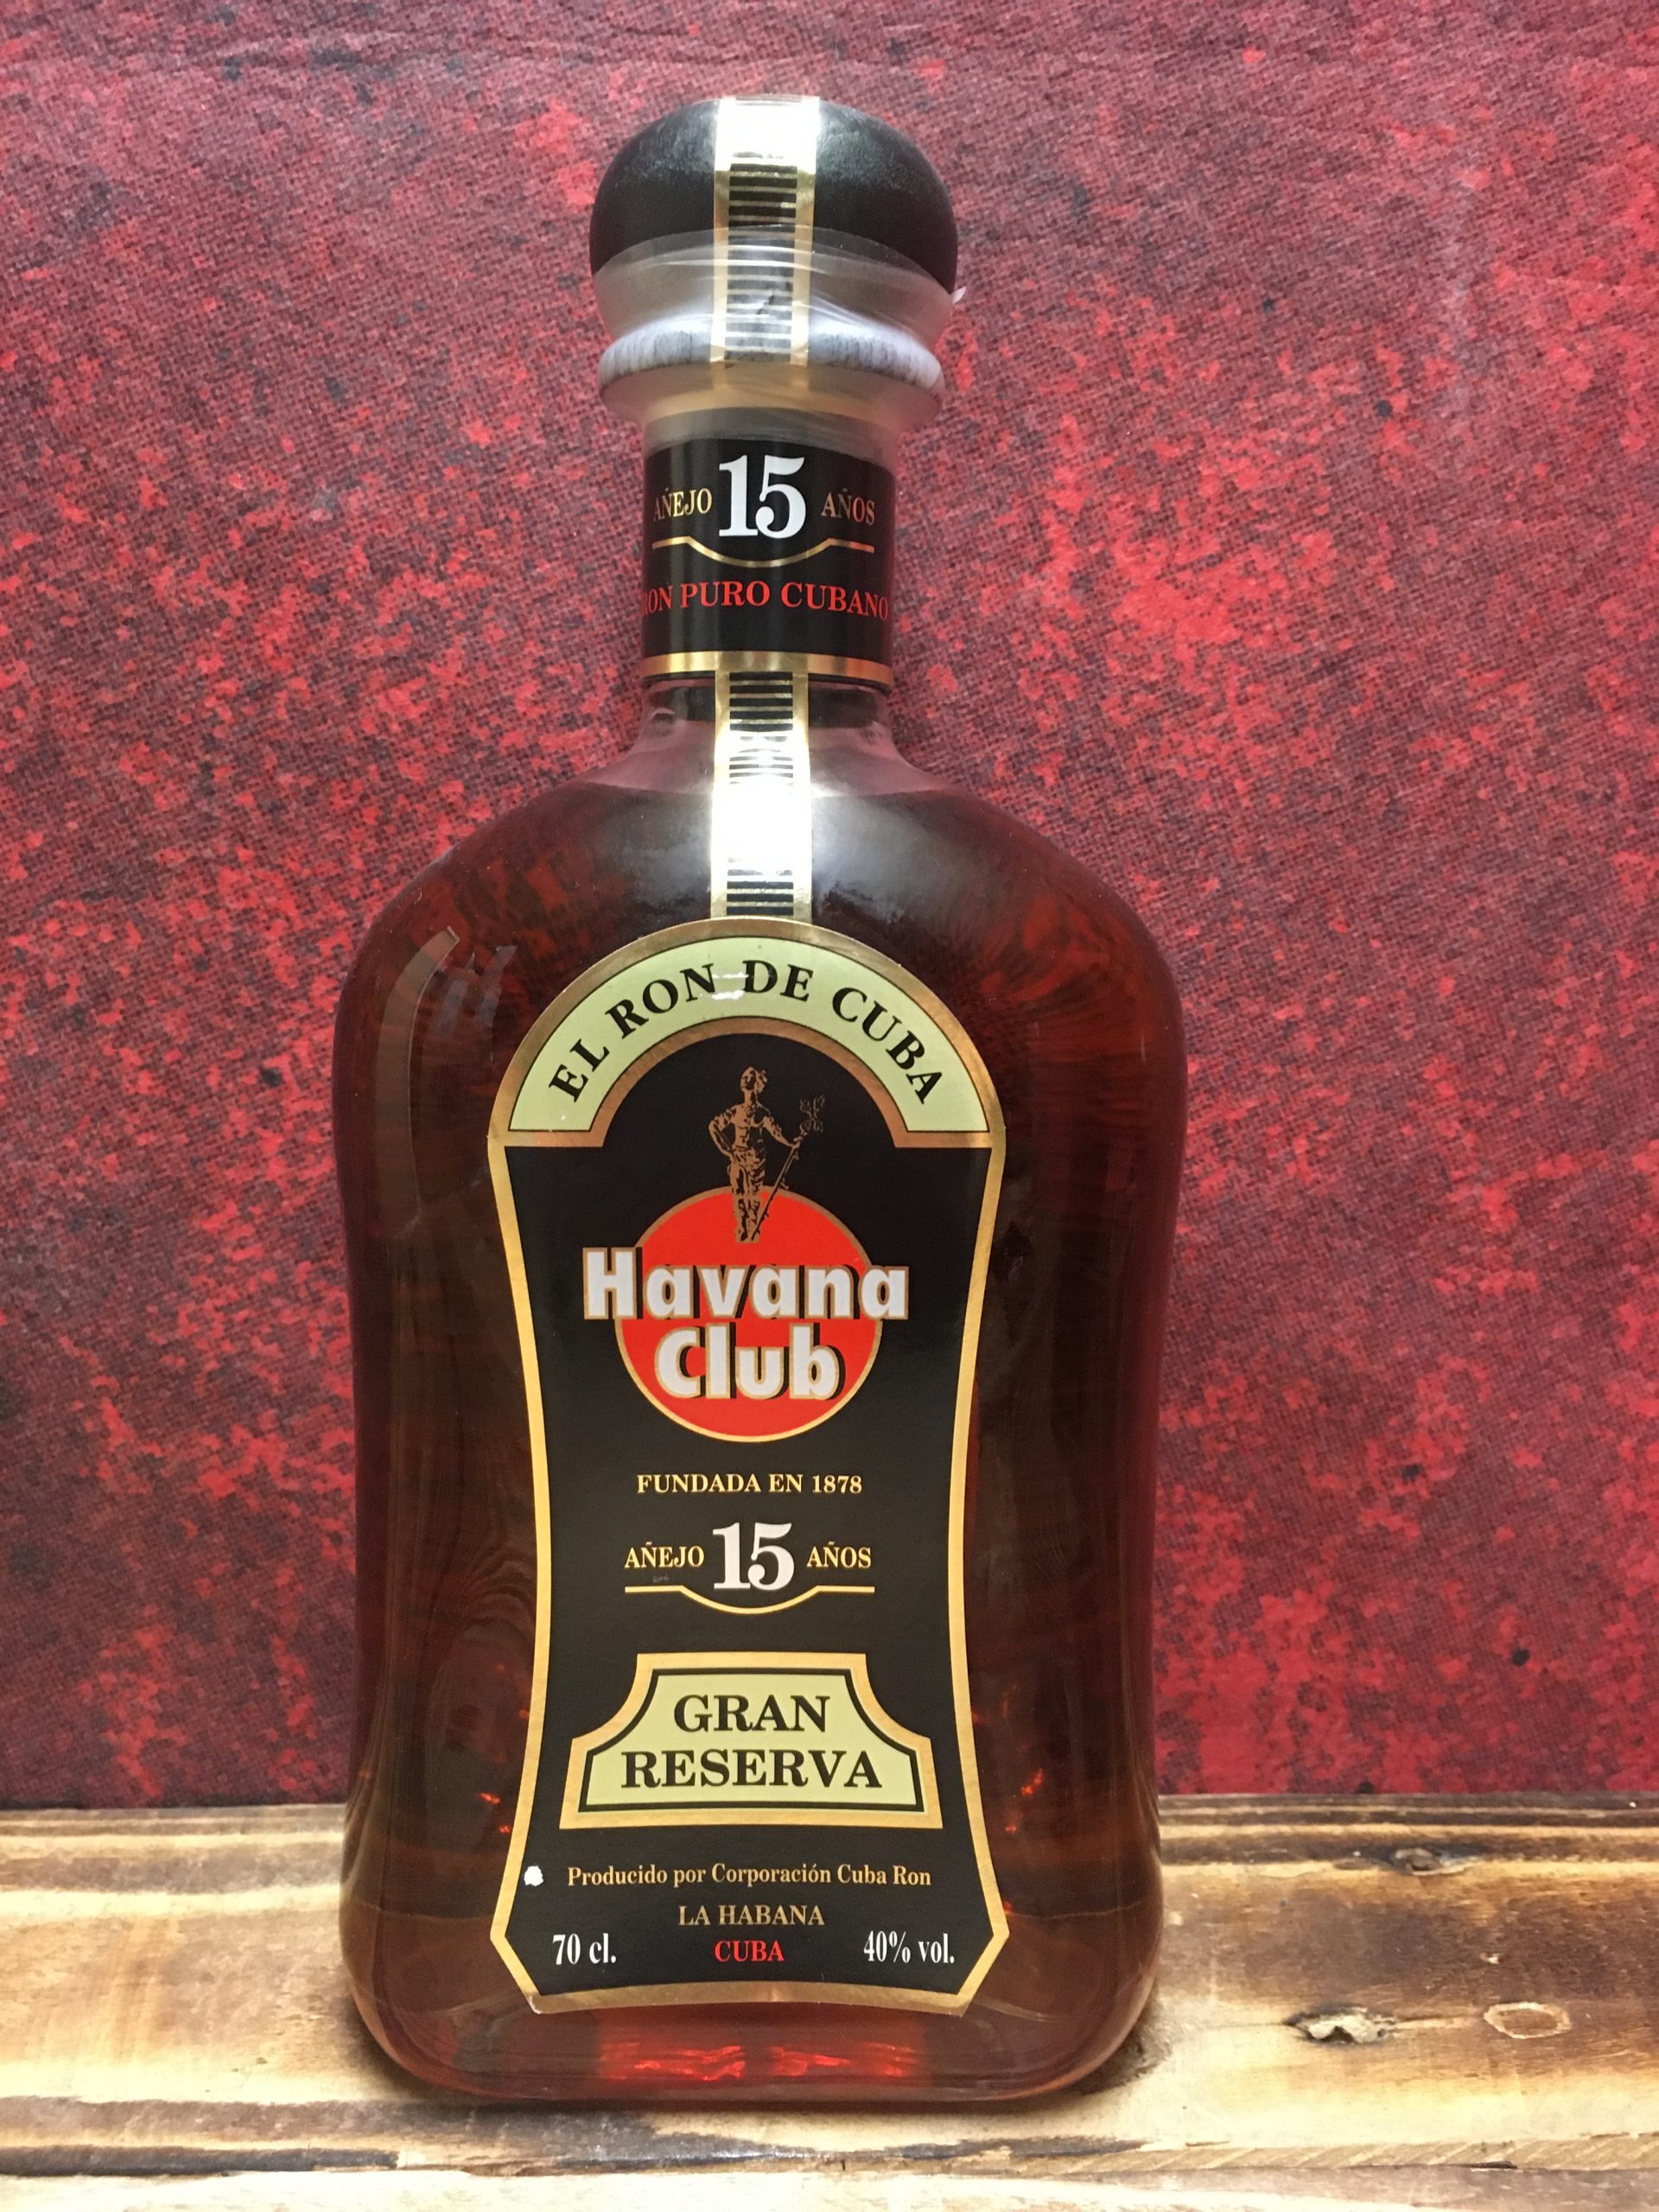 AÑEJO 15 AÑOS
RON PURO CUBANO
EL RON DE CUBA
Havana
Club
FUNDADA EN 1878
AÑEJO 15 AÑOS
GRAN
RESERVA
Producido por Corporación Cuba Ron
LA HABANA
70 cl. CUBA 40% vol.